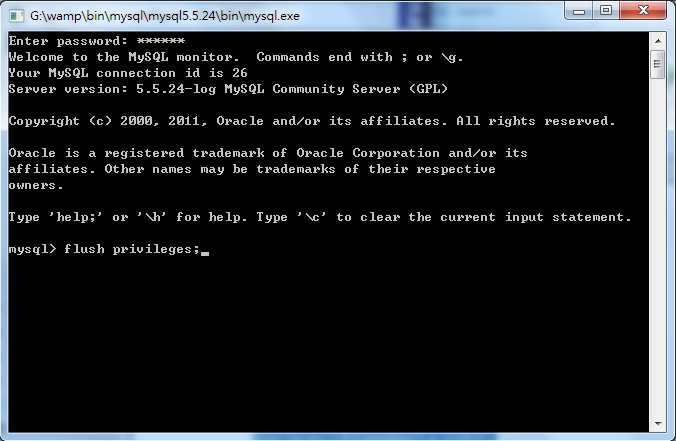 G:\wamp\bin\mysql\mysql5.5.24\bin\mysql.exe
Enter password: ******
Welcome to the MySQL monitor.  Commands end with ; or \g.
Your MySQL connection id is 26
Server version: 5.5.24-log MySQL Community Server (GPL)
Copyright (c) 2000, 2011, Oracle and/or its affiliates. All rights reserved.
Oracle is a registered trademark of Oracle Corporation and/or its
affiliates. Other names may be trademarks of their respective
owners.
Type 'help;' or '\h' for help. Type '\c' to clear the current input statement.
mysql> flush privileges;